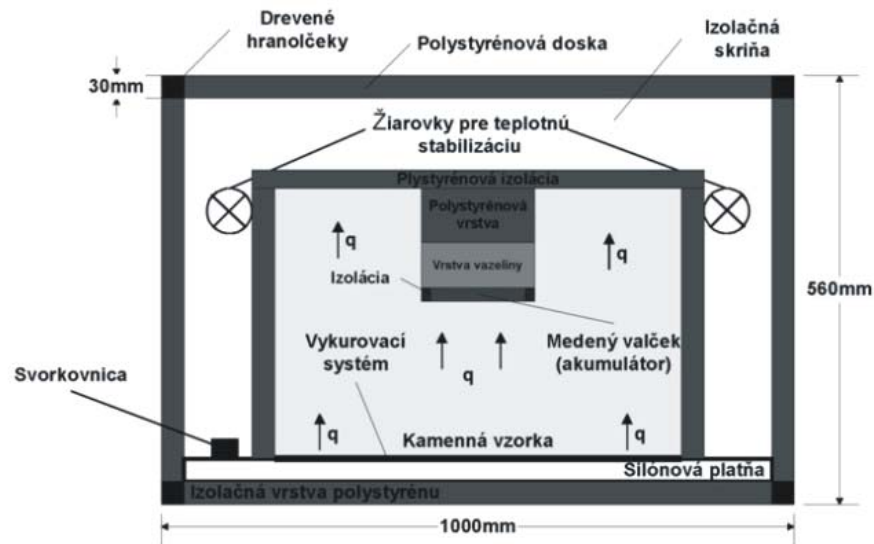 Drevené
hranolčeky
Polystyrénová doska
Izolačná
skriňa
30mm
Žiarovky pre teplotnú
stabilizáciu
Plystyrénová izolácia
Polystyrénová
vrstva
q
q
Vrstva vazelíny
Izolácia
560mm
Vykurovací
systém
Medený valček
(akumulátor)
q
Svorkovnica
q
q
Kamenná vzorka
Silónová platňa
Izolačná vrstva polystyrénu
1000mm